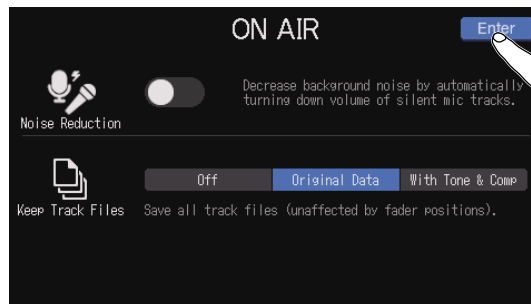 ON AIR
Enter
Decrease background noise by automatically
turning down volume of silent mic tracks.
Noise Reduction
Off
Original Data
With Tone & Comp
Keep Track Files
Save all track files (unaffected by fader positions).